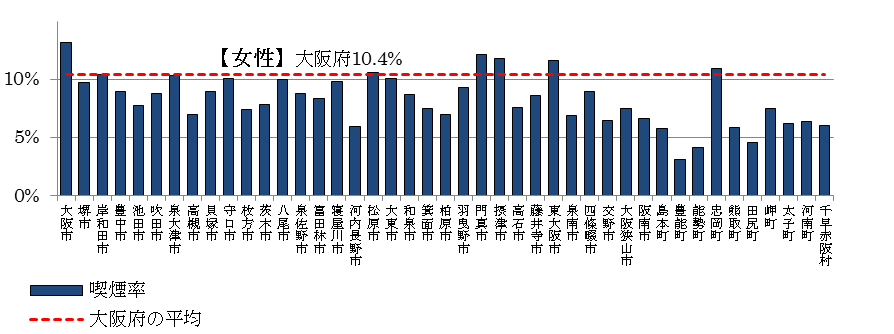 【女性】大阪府10.4%
10%
5%
0%
大阪市
堺市
岸和田市
豊中市
池田市
吹田市
泉大津市
高槻市
貝塚市
守口市
枚方市
茨木市
八尾市
泉佐野市
富田林市
寝屋川市
河内長野市
松原市
大東市
和泉市
箕面市
柏原市
羽曳野市
門真市
摂津市
高石市
藤井寺市
東大阪市
泉南市
四條畷市
交野市
大阪狭山市
阪南市
島本町
豊能町
能勢町
忠岡町
熊取町
田尻町
岬町
太子町
河南町
千早赤阪村
喫煙率
大阪府の平均